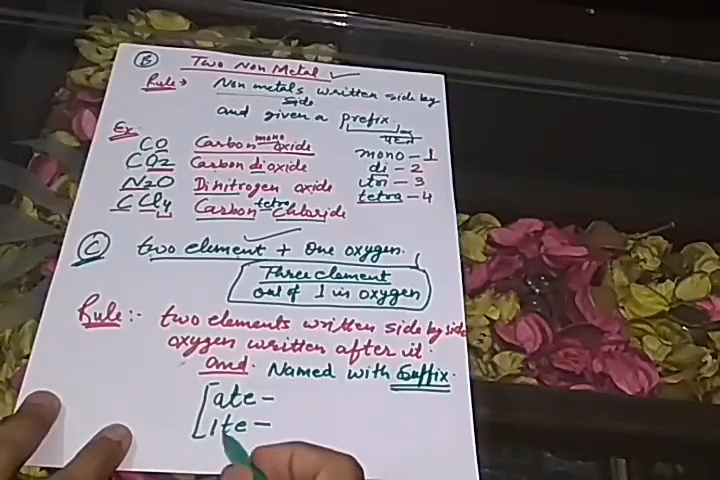 B Two Non Metal ✓
Rule → Non metals written side by
side
and given a prefix.
Ex
CO Carbon mono oxide mono - 1
CO2 Carbon dioxide di - 2
N2O Dinitrogen oxide tri - 3
CCl4 Carbon tetra Chloride tetra - 4
C two element + One oxygen.
Three element
out of 1 is oxygen
Rule:- two elements written side by side
oxygen written after it.
and. Named with Suffix.
ate -
ite -